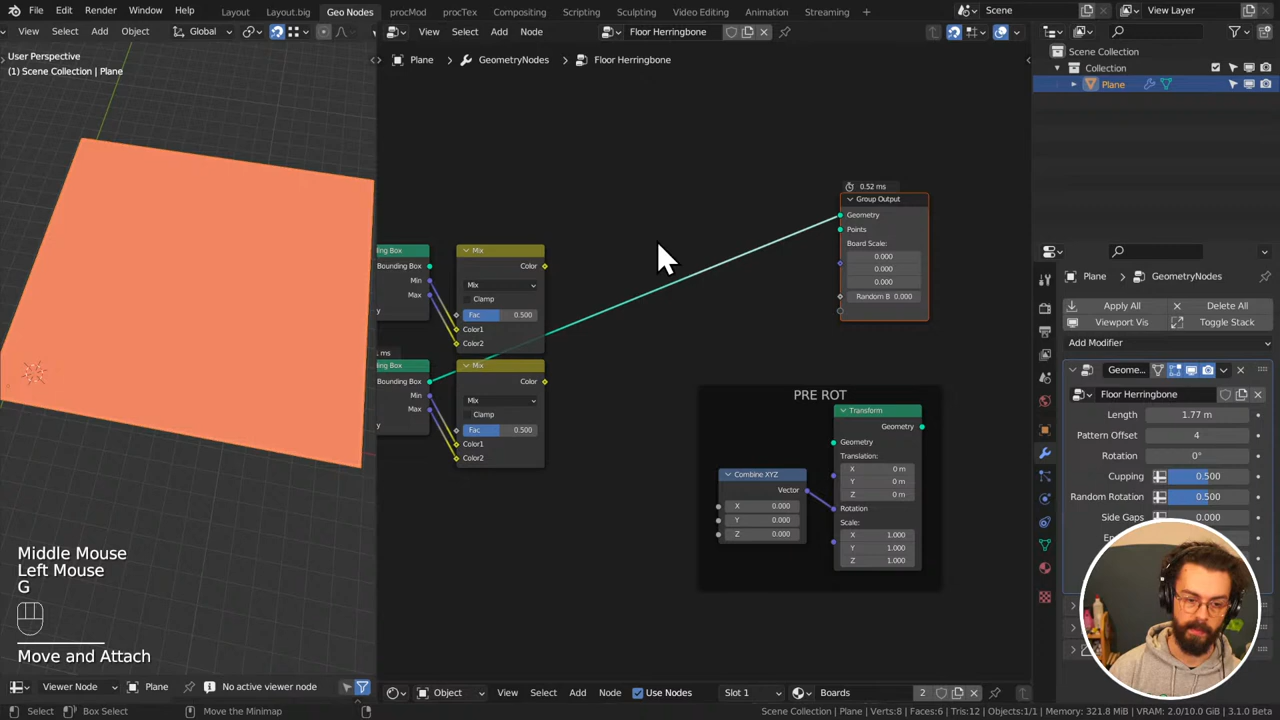 File Edit Render Window Help Layout Layout.big Geo Nodes procMod procTex Compositing Scripting Sculpting Video Editing Animation Streaming + Scene View Layer
View Select Add Object Global View Select Add Node Floor Herringbone
User Perspective
(1) Scene Collection | Plane
Plane > GeometryNodes > Floor Herringbone
Scene Collection
Collection
Plane
0.52 ms
Group Output
Geometry
Points
Board Scale:
0.000
0.000
0.000
Random B 0.000
ding Box
Bounding Box
Min
Max
Mix
Color
Mix
Clamp
Fac 0.500
Color1
Color2
ms
ding Box
Bounding Box
Min
Max
Mix
Color
Mix
Clamp
Fac 0.500
Color1
Color2
PRE ROT
Transform
Geometry
Geometry
Translation:
X 0 m
Y 0 m
Z 0 m
Rotation
Scale:
X 1.000
Y 1.000
Z 1.000
Combine XYZ
Vector
X 0.000
Y 0.000
Z 0.000
Plane > GeometryNodes
Apply All Delete All
Viewport Vis Toggle Stack
Add Modifier
Geome...
Floor Herringbone
Length 1.77 m
Pattern Offset 4
Rotation 0°
Cupping 0.500
Random Rotation 0.500
Side Gaps 0.000
Middle Mouse
Left Mouse
G
Move and Attach
Viewer Node Plane No active viewer node Object View Select Add Node Use Nodes Slot 1 Boards 2
Select Box Select Move the Minimap Scene Collection | Plane | Verts:8 | Faces:6 | Tris:12 | Objects:1/1 | Memory: 321.8 MiB | VRAM: 2.0/10.0 GiB | 3.1.0 Beta